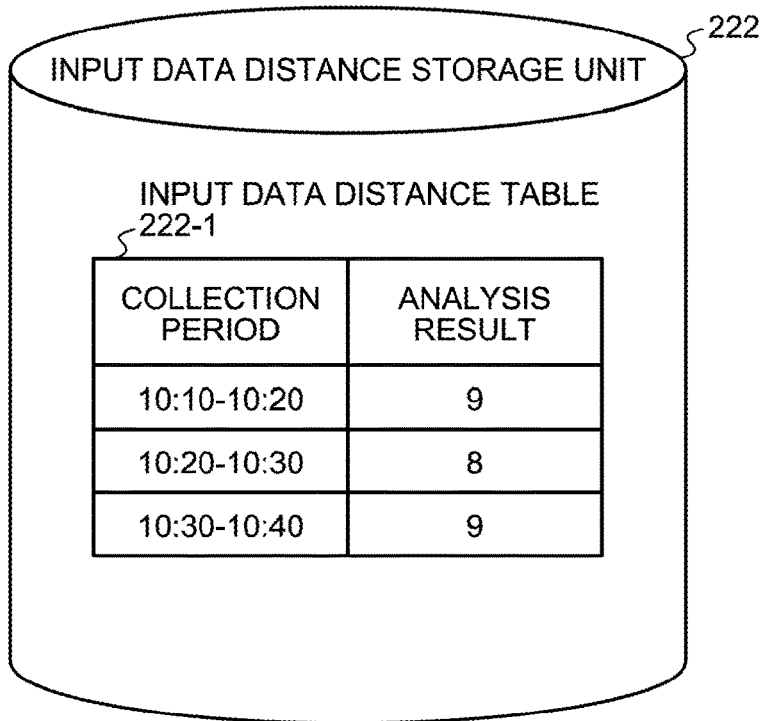 222
INPUT DATA DISTANCE STORAGE UNIT
INPUT DATA DISTANCE TABLE
222-1
COLLECTION PERIOD
ANALYSIS RESULT
10:10-10:20 9
10:20-10:30 8
10:30-10:40 9